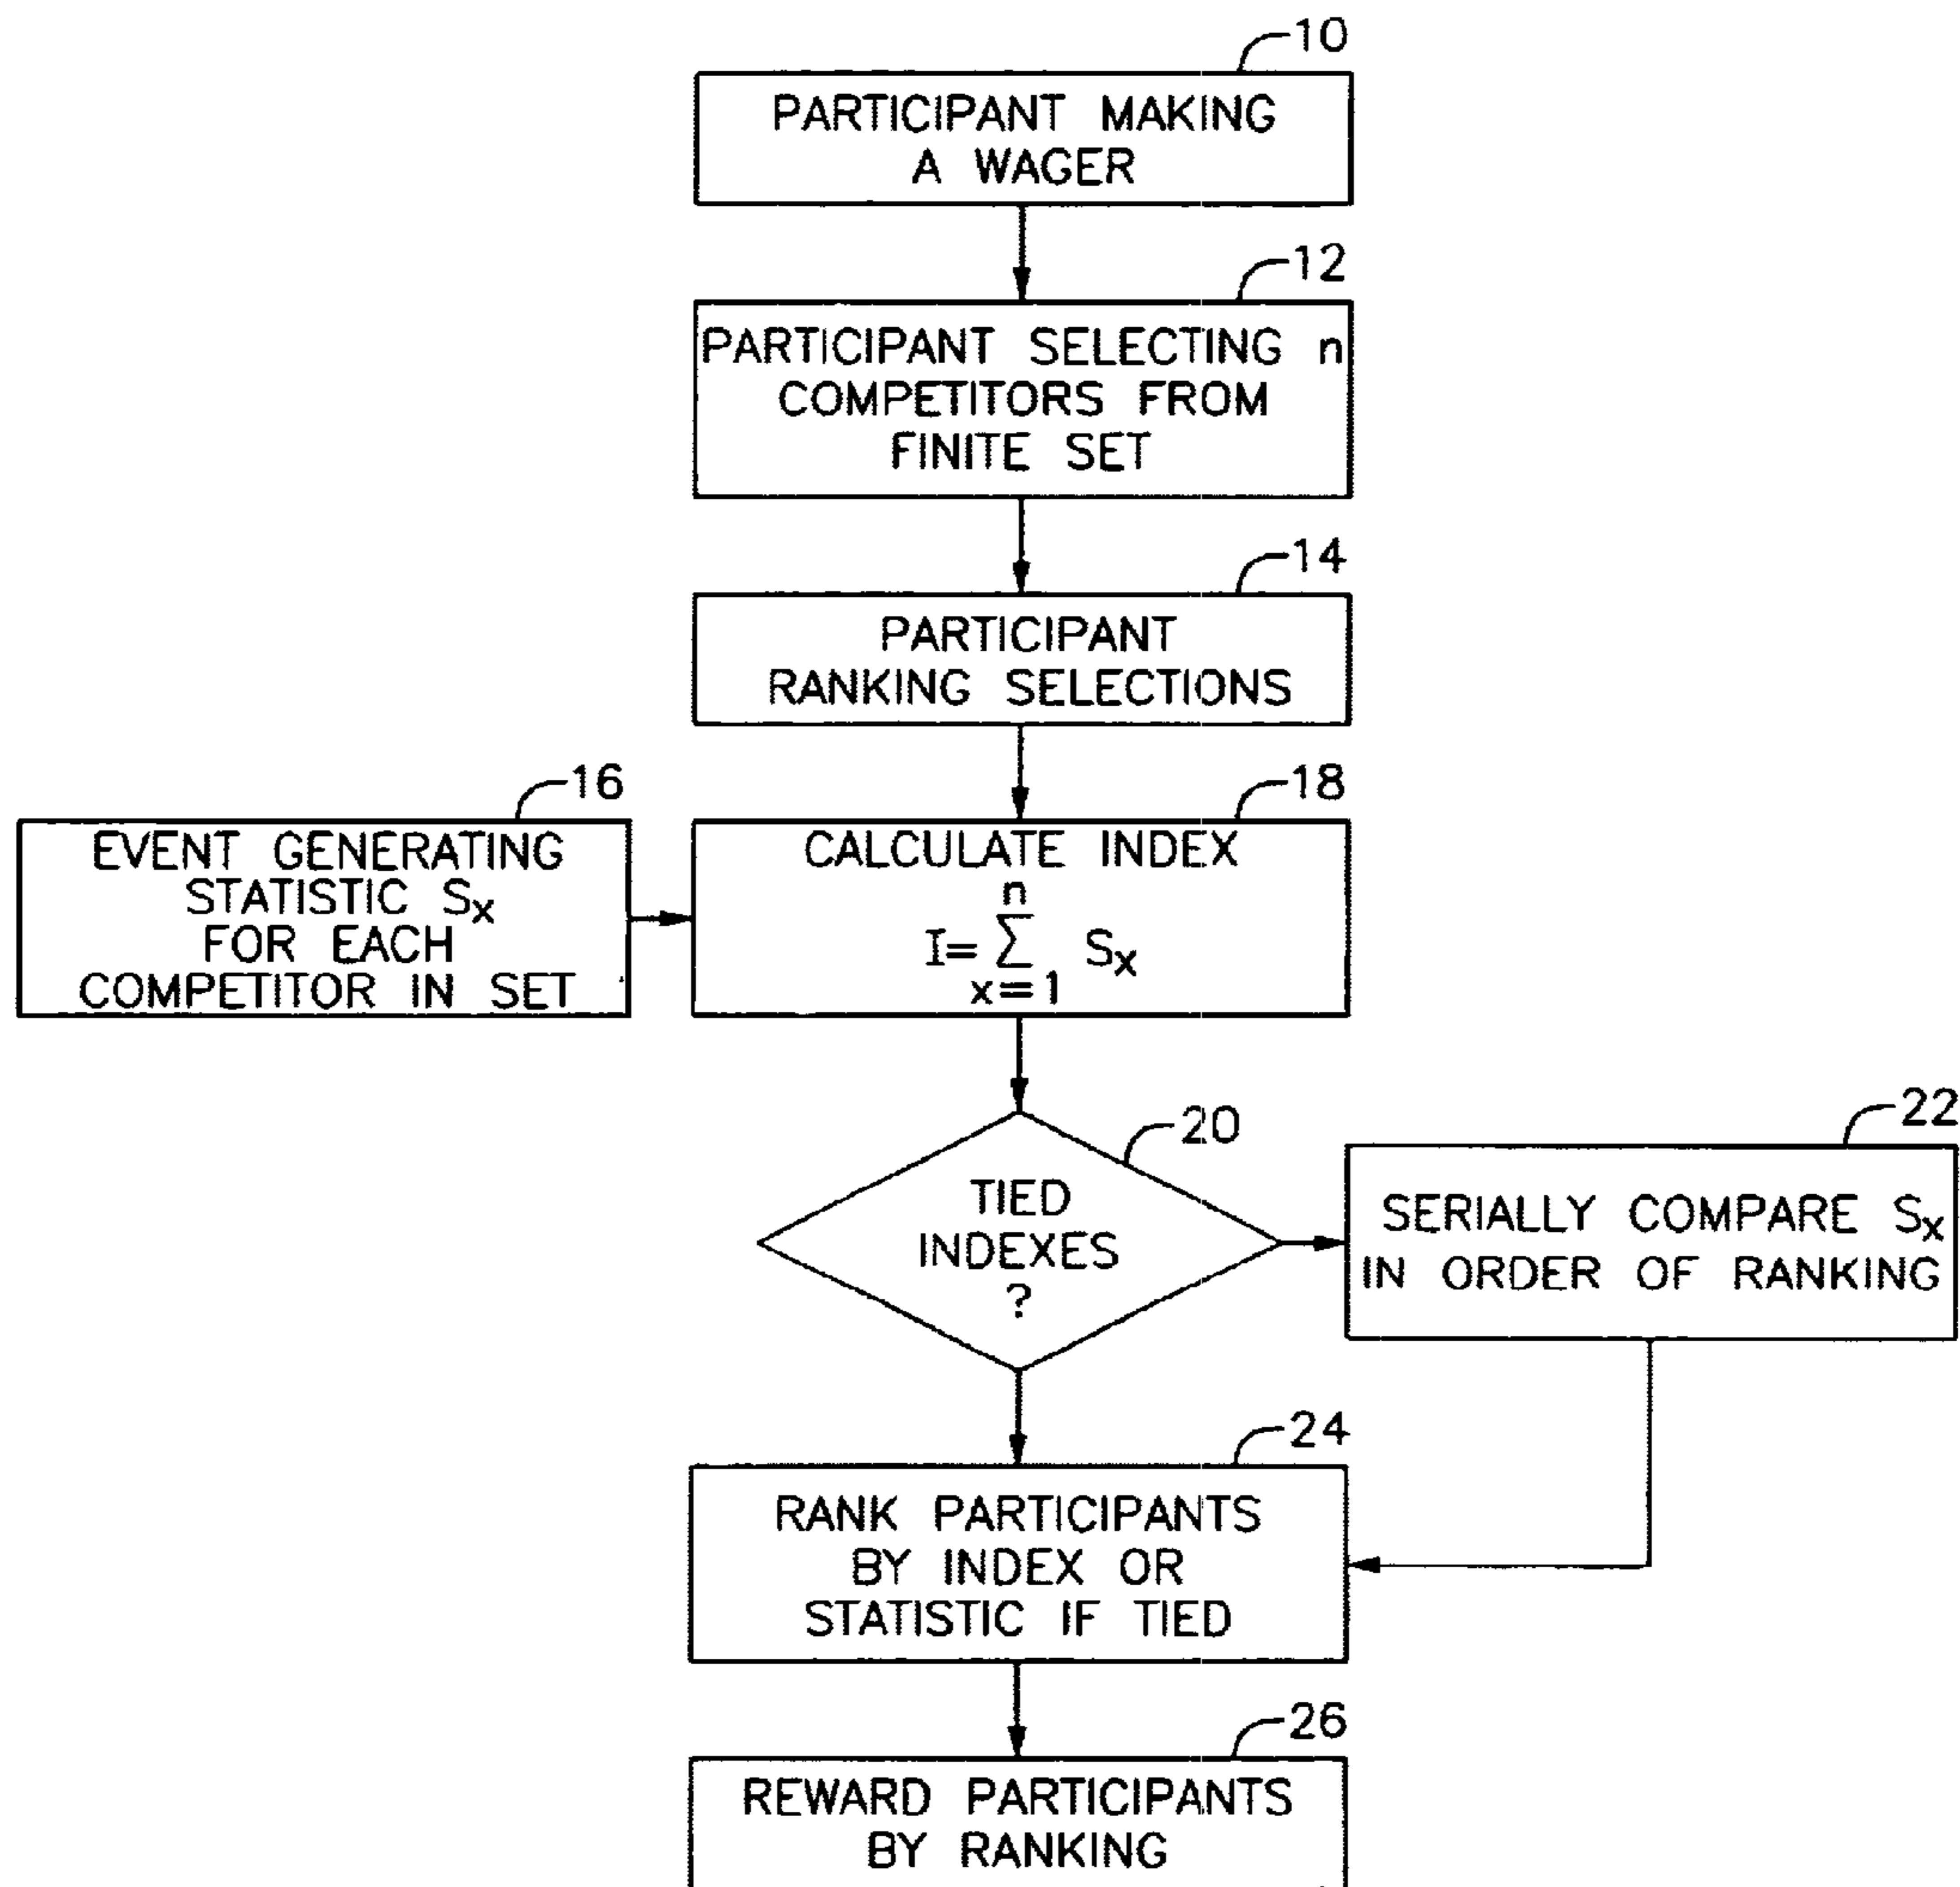 10
PARTICIPANT MAKING
A WAGER
12
PARTICIPANT SELECTING n
COMPETITORS FROM
FINITE SET
14
PARTICIPANT
RANKING SELECTIONS
16
EVENT GENERATING
STATISTIC Sx
FOR EACH
COMPETITOR IN SET
18
CALCULATE INDEX
n
I=∑ Sx
x=1
20
TIED
INDEXES
?
22
SERIALLY COMPARE Sx
IN ORDER OF RANKING
24
RANK PARTICIPANTS
BY INDEX OR
STATISTIC IF TIED
26
REWARD PARTICIPANTS
BY RANKING